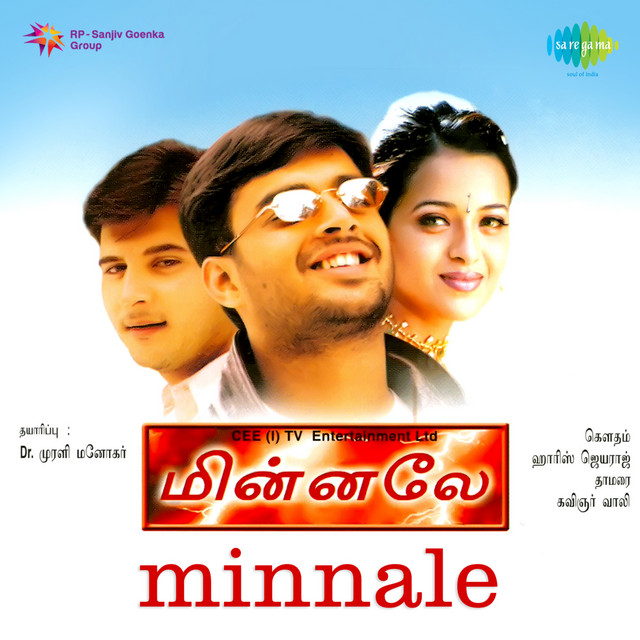 RP-Sanjiv Goenka
Group
saregama
soul of India
தயாரிப்பு :
Dr. முரளி மனோகர்
கௌதம்
ஹாரிஸ் ஜெயராஜ்
தாமரை
கவிஞர் வாலி
CEE (I) TV Entertainment Ltd
மின்னலே
minnale